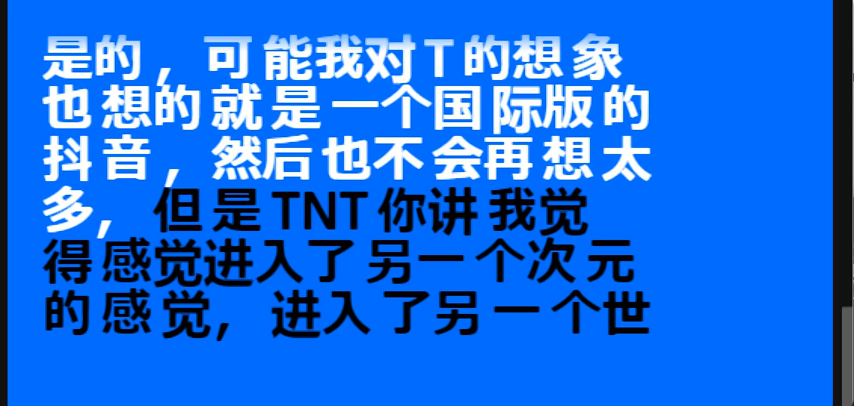 是的，可能我对T的想象
也想的就是一个国际版的
抖音，然后也不会再想太
多，但是TNT你讲我觉
得感觉进入了另一个次元
的感觉，进入了另一个世